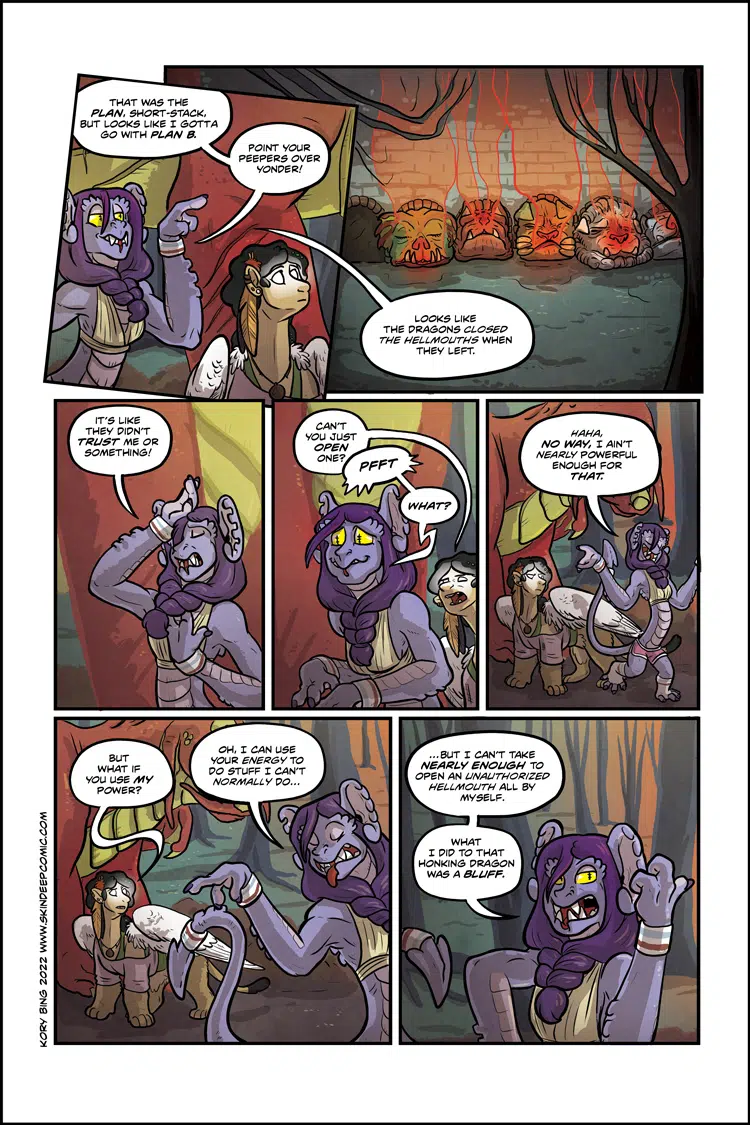 THAT WAS THE
PLAN, SHORT-STACK,
BUT LOOKS LIKE I GOTTA
GO WITH PLAN B.
POINT YOUR
PEEPERS OVER
YONDER!
LOOKS LIKE
THE DRAGONS CLOSED
THE HELLMOUTHS WHEN
THEY LEFT.
IT'S LIKE
THEY DIDN'T
TRUST ME OR
SOMETHING!
CAN'T
YOU JUST
OPEN
ONE?
PFFT
WHAT?
HAHA,
NO WAY, I AIN'T
NEARLY POWERFUL
ENOUGH FOR
THAT.
BUT
WHAT IF
YOU USE MY
POWER?
OH, I CAN USE
YOUR ENERGY TO
DO STUFF I CAN'T
NORMALLY DO...
...BUT I CAN'T TAKE
NEARLY ENOUGH TO
OPEN AN UNAUTHORIZED
HELLMOUTH ALL BY
MYSELF.
WHAT
I DID TO THAT
HONKING DRAGON
WAS A BLUFF.
KORY BING 2022 WWW.SKINDEEPCOMIC.COM